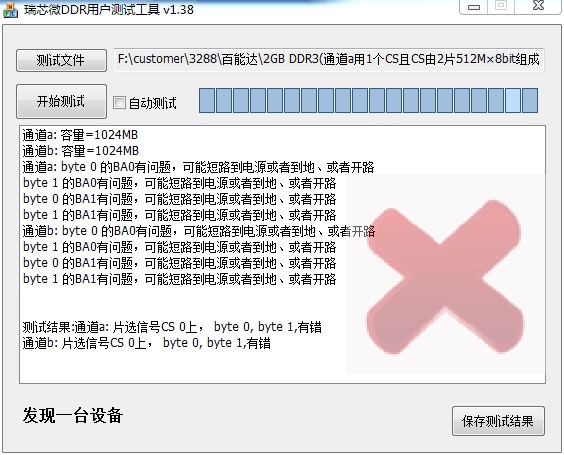 瑞芯微DDR用户测试工具 v1.38
测试文件
F:\customer\3288\百能达\2GB DDR3(通道a用1个CS且CS由2片512M×8bit组成
开始测试
自动测试
通道a: 容量=1024MB
通道b: 容量=1024MB
通道a: byte 0 的BA0有问题，可能短路到电源或者到地、或者开路
byte 1 的BA0有问题，可能短路到电源或者到地、或者开路
byte 0 的BA1有问题，可能短路到电源或者到地、或者开路
byte 1 的BA1有问题，可能短路到电源或者到地、或者开路
通道b: byte 0 的BA0有问题，可能短路到电源或者到地、或者开路
byte 1 的BA0有问题，可能短路到电源或者到地、或者开路
byte 0 的BA1有问题，可能短路到电源或者到地、或者开路
byte 1 的BA1有问题，可能短路到电源或者到地、或者开路
测试结果:通道a: 片选信号CS 0上， byte 0, byte 1,有错
通道b: 片选信号CS 0上， byte 0, byte 1,有错
发现一台设备
保存测试结果